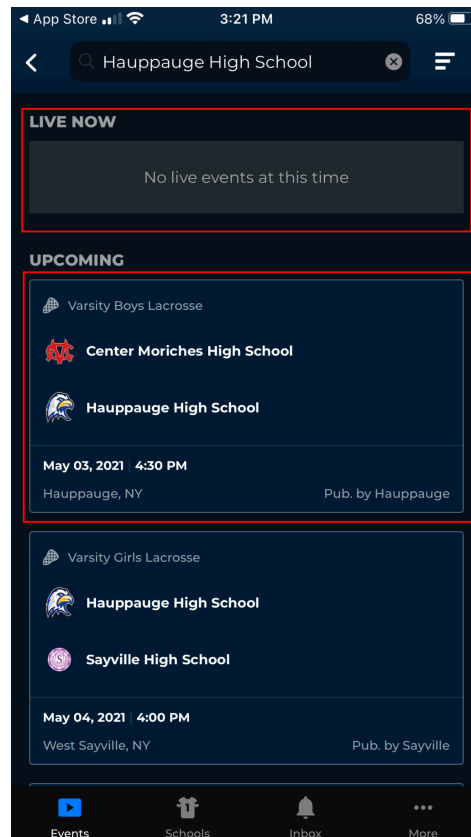 ◀ App Store 3:21 PM 68%
Hauppauge High School
LIVE NOW
No live events at this time
UPCOMING
Varsity Boys Lacrosse
Center Moriches High School
Hauppauge High School
May 03, 2021 | 4:30 PM
Hauppauge, NY Pub. by Hauppauge
Varsity Girls Lacrosse
Hauppauge High School
Sayville High School
May 04, 2021 | 4:00 PM
West Sayville, NY Pub. by Sayville
Events Schools Inbox More